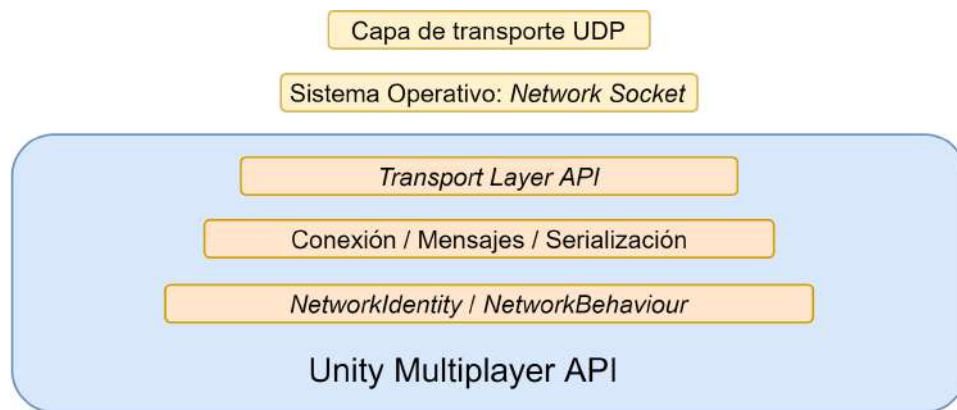 Capa de transporte UDP
Sistema Operativo: Network Socket
Transport Layer API
Conexión / Mensajes / Serialización
NetworkIdentity / NetworkBehaviour
Unity Multiplayer API